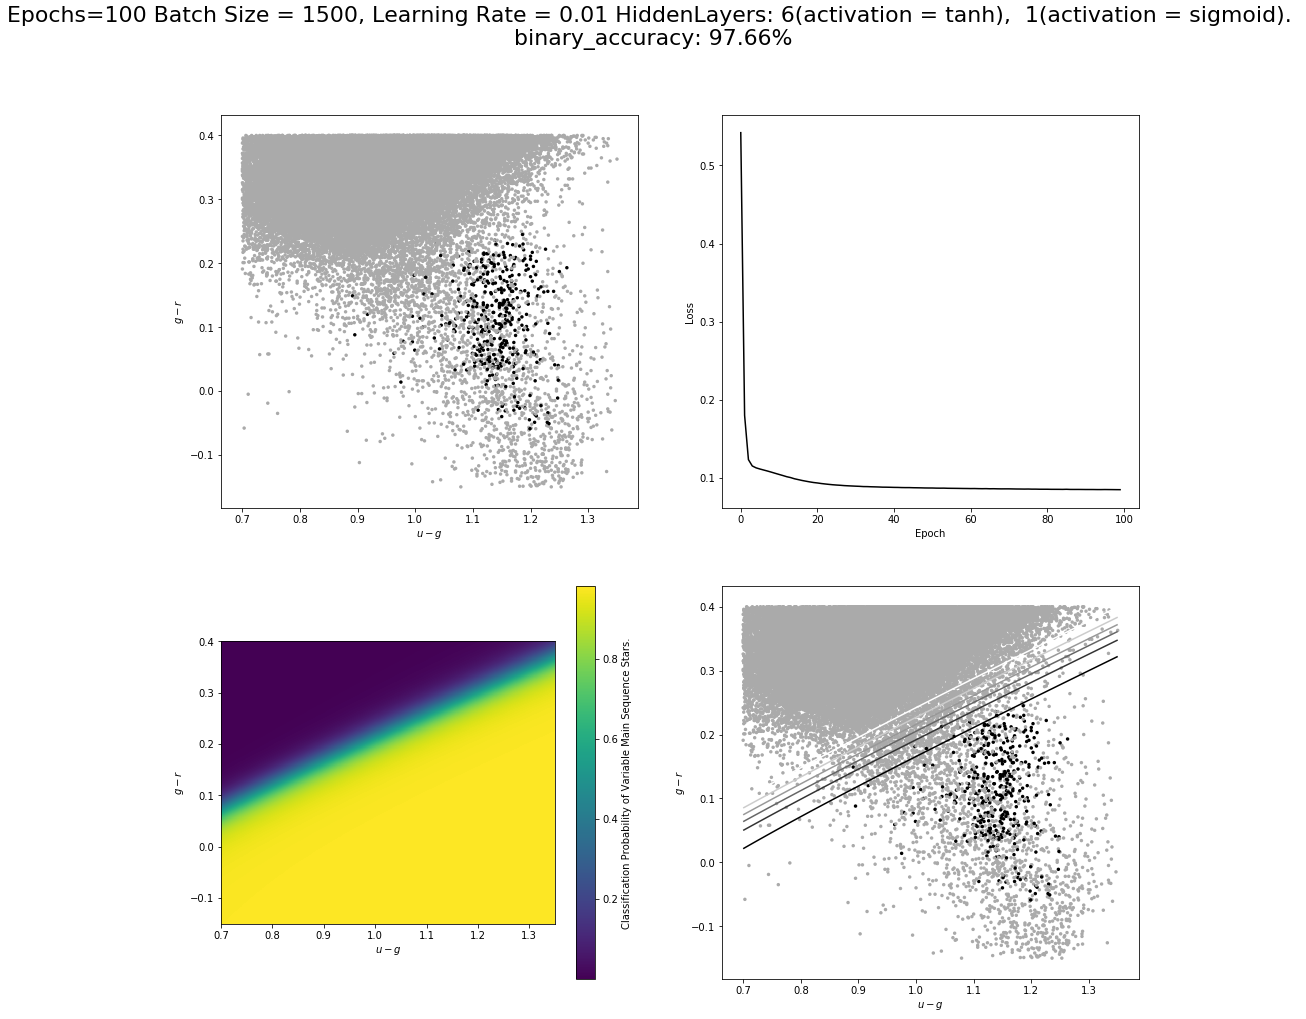 Epochs=100 Batch Size = 1500, Learning Rate = 0.01 HiddenLayers: 6(activation = tanh),  1(activation = sigmoid).
binary_accuracy: 97.66%
0.4
0.3
0.2
0.1
0.0
−0.1
g − r
0.7 0.8 0.9 1.0 1.1 1.2 1.3
u − g
0.5
0.4
0.3
0.2
0.1
Loss
0 20 40 60 80 100
Epoch
0.4
0.3
0.2
0.1
0.0
−0.1
g − r
0.7 0.8 0.9 1.0 1.1 1.2 1.3
u − g
0.8
0.6
0.4
0.2
Classification Probability of Variable Main Sequence Stars.
0.4
0.3
0.2
0.1
0.0
−0.1
g − r
0.7 0.8 0.9 1.0 1.1 1.2 1.3
u − g